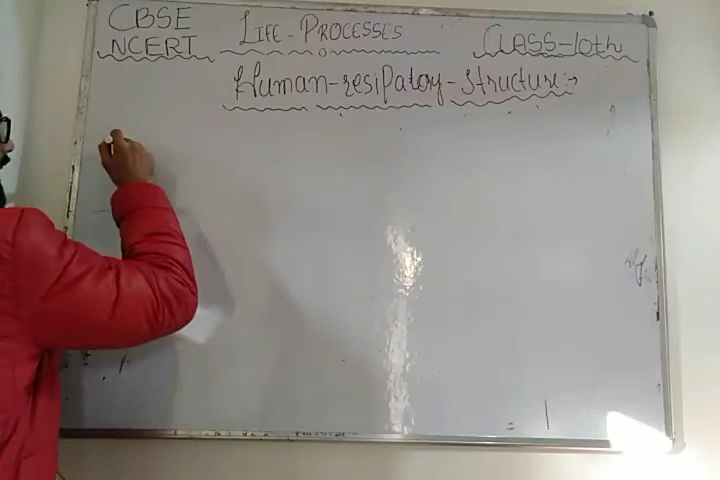 CBSE LIFE-PROCESSES
NCERT CLASS-10th
Human-resipatory-structure:-